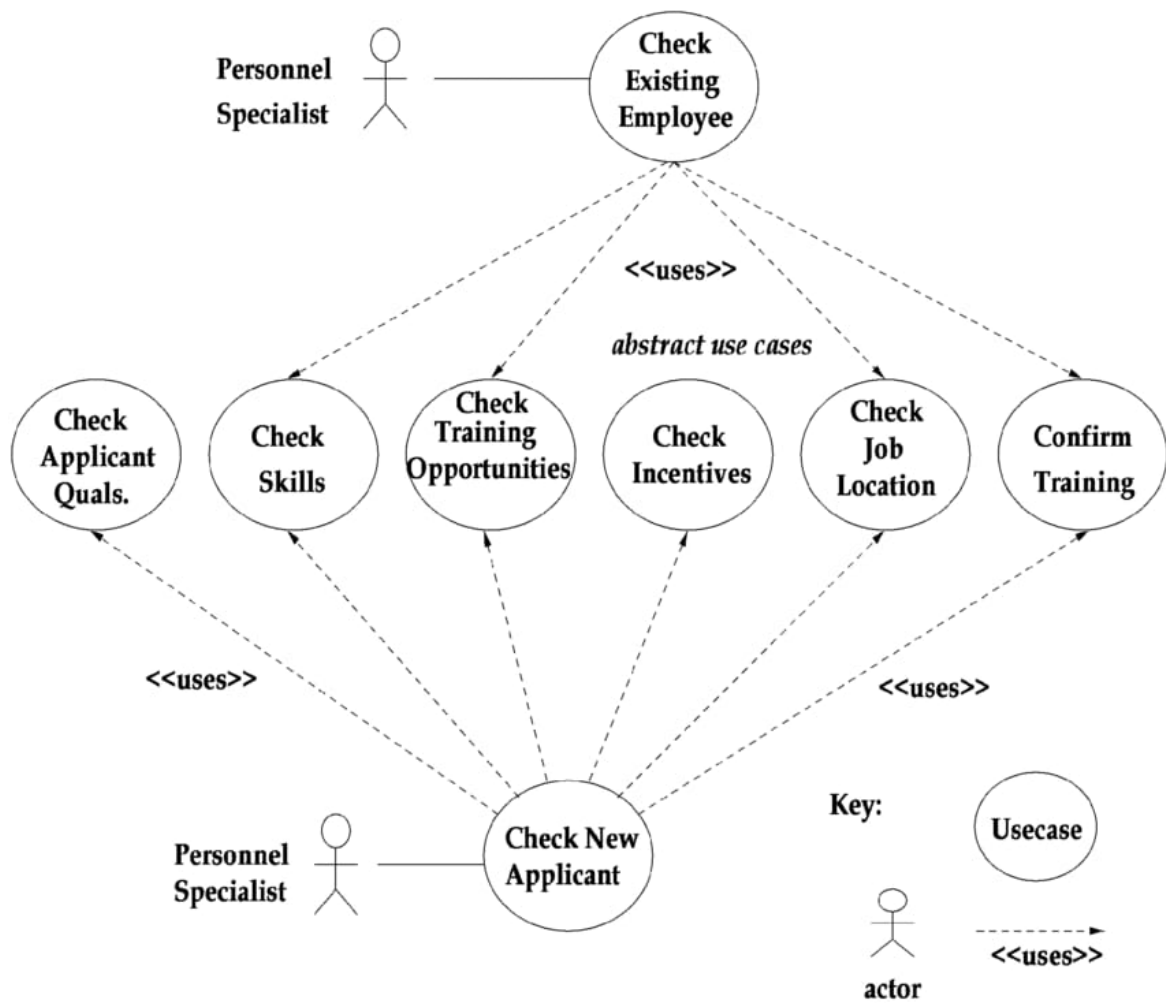 Personnel
Specialist
Check
Existing
Employee
<<uses>>
abstract use cases
Check
Applicant
Quals.
Check
Skills
Check
Training
Opportunities
Check
Incentives
Check
Job
Location
Confirm
Training
<<uses>>
<<uses>>
Personnel
Specialist
Check New
Applicant
Key:
Usecase
actor
<<uses>>